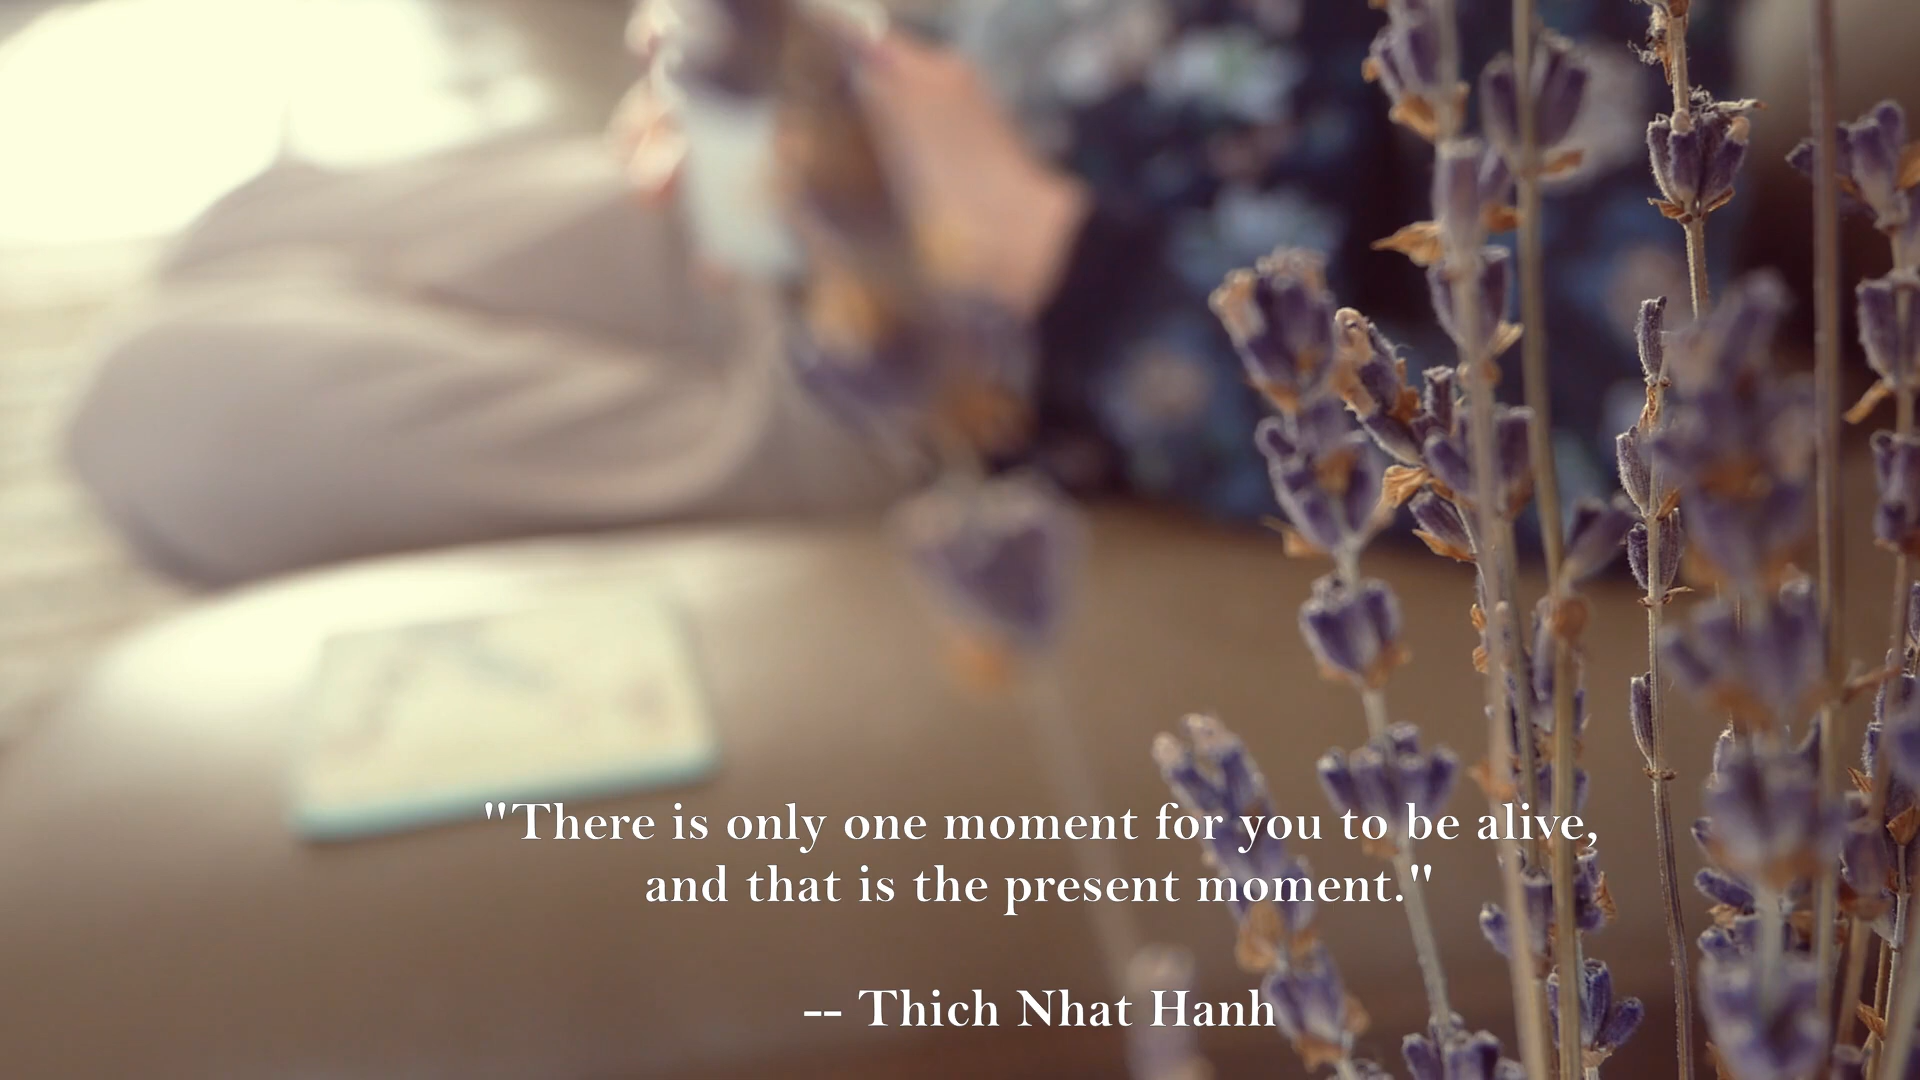 "There is only one moment for you to be alive,
and that is the present moment."
-- Thich Nhat Hanh